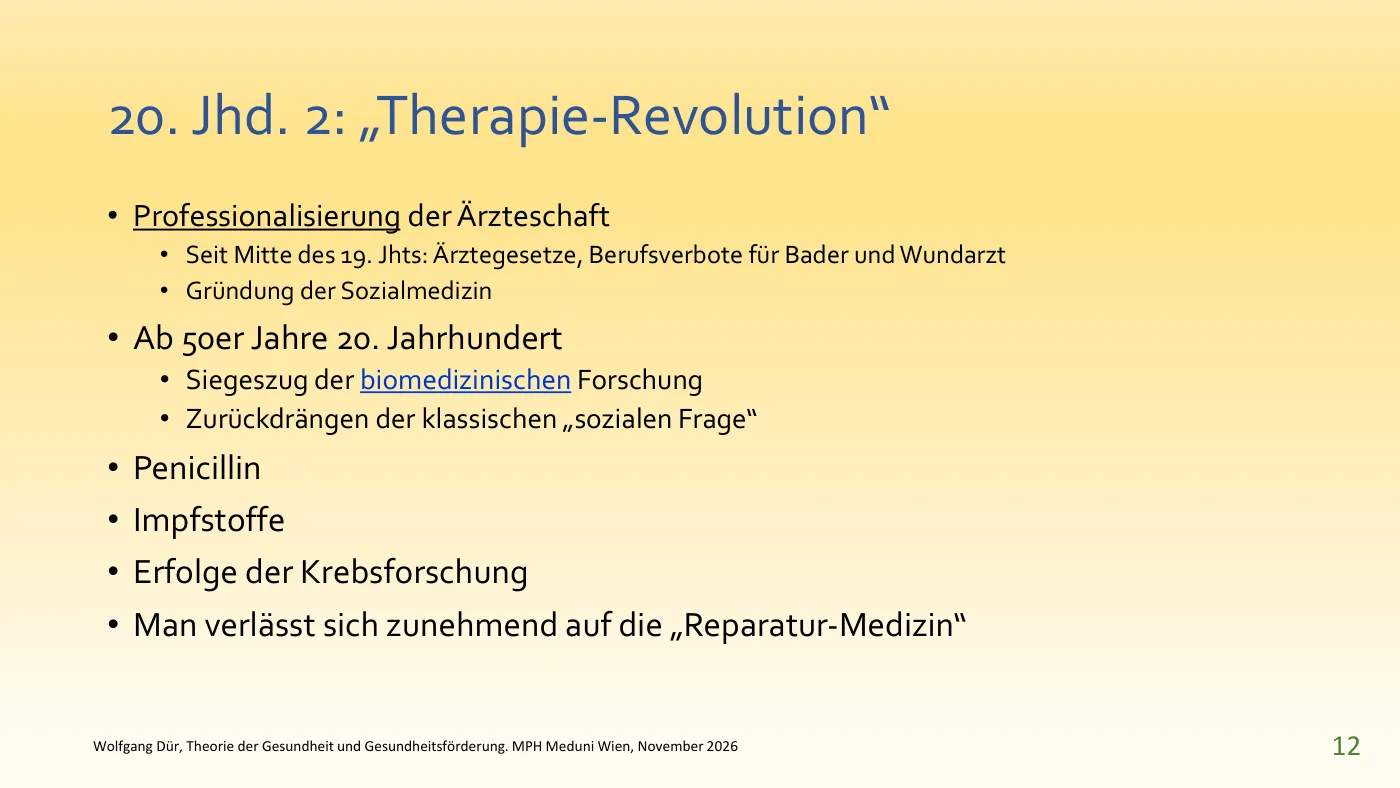 20. Jhd. 2: „Therapie-Revolution“
• Professionalisierung der Ärzteschaft
• Seit Mitte des 19. Jhts: Ärztegesetze, Berufsverbote für Bader und Wundarzt
• Gründung der Sozialmedizin
• Ab 50er Jahre 20. Jahrhundert
• Siegeszug der biomedizinischen Forschung
• Zurückdrängen der klassischen „sozialen Frage“
• Penicillin
• Impfstoffe
• Erfolge der Krebsforschung
• Man verlässt sich zunehmend auf die „Reparatur-Medizin“
Wolfgang Dür, Theorie der Gesundheit und Gesundheitsförderung. MPH Meduni Wien, November 2026
12